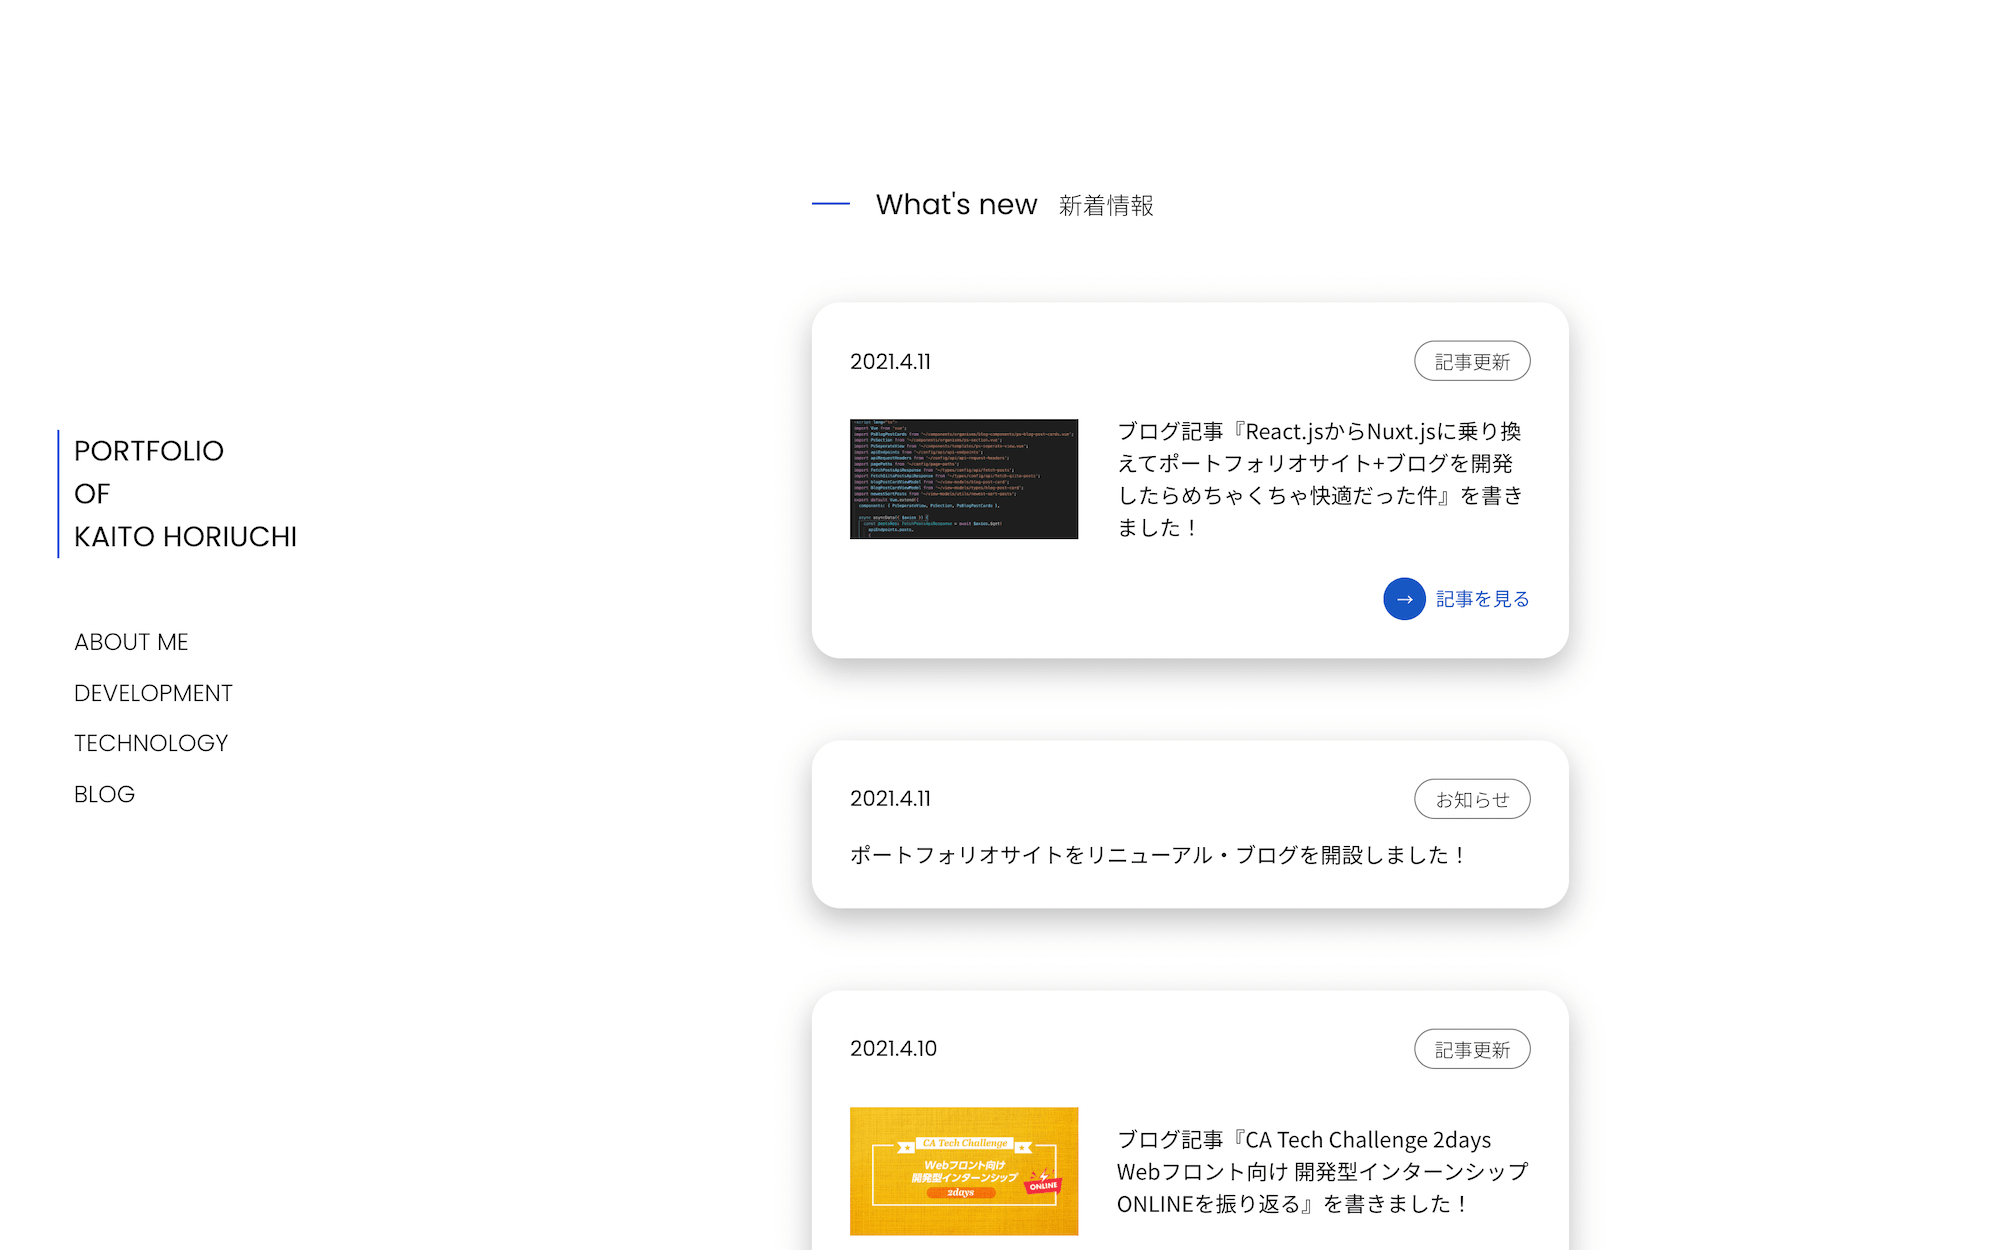 PORTFOLIO
OF
KAITO HORIUCHI
ABOUT ME
DEVELOPMENT
TECHNOLOGY
BLOG
What's new 新着情報
2021.4.11 記事更新
ブログ記事『React.jsからNuxt.jsに乗り換
えてポートフォリオサイト+ブログを開発
したらめちゃくちゃ快適だった件』を書き
ました！
→ 記事を見る
2021.4.11 お知らせ
ポートフォリオサイトをリニューアル・ブログを開設しました！
2021.4.10 記事更新
CA Tech Challenge
Webフロント向け
開発型インターンシップ
2days
ONLINE
ブログ記事『CA Tech Challenge 2days
Webフロント向け 開発型インターンシップ
ONLINEを振り返る』を書きました！